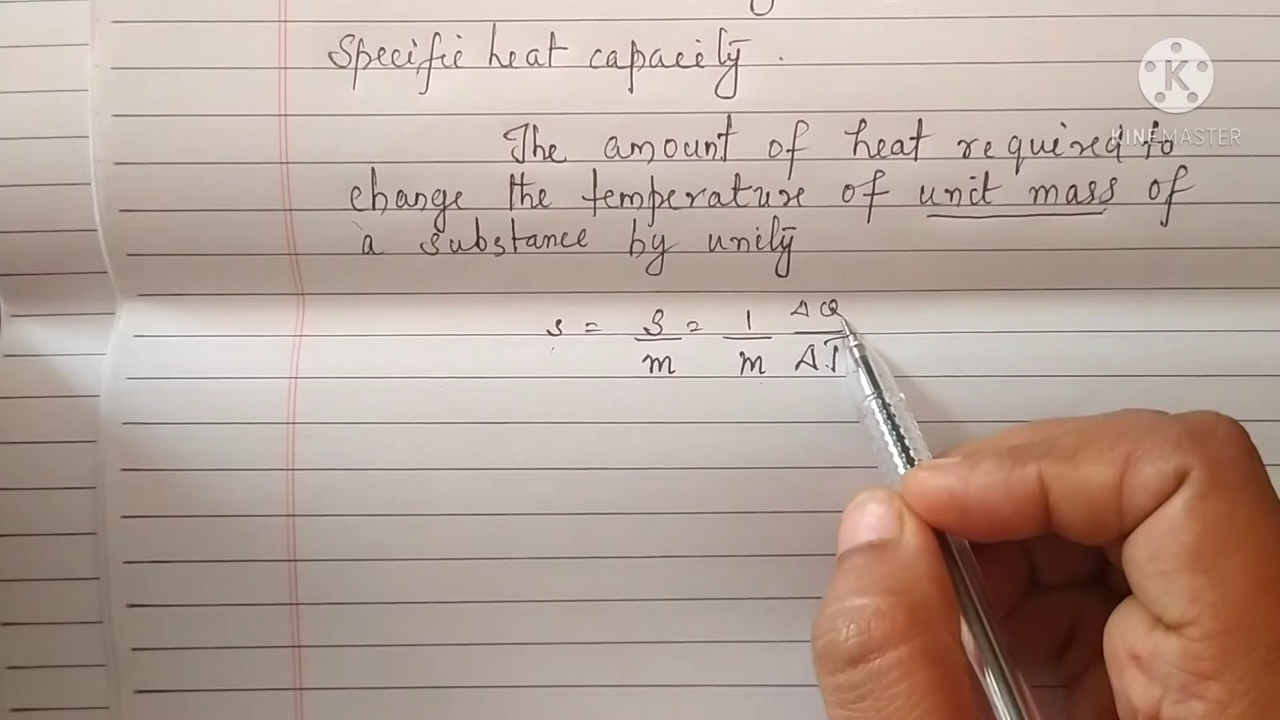 Specific heat capacity.
K
KINEMASTER
The amount of heat required to
change the temperature of unit mass of
a substance by unity
s = S/m = 1/m ΔQ/ΔT